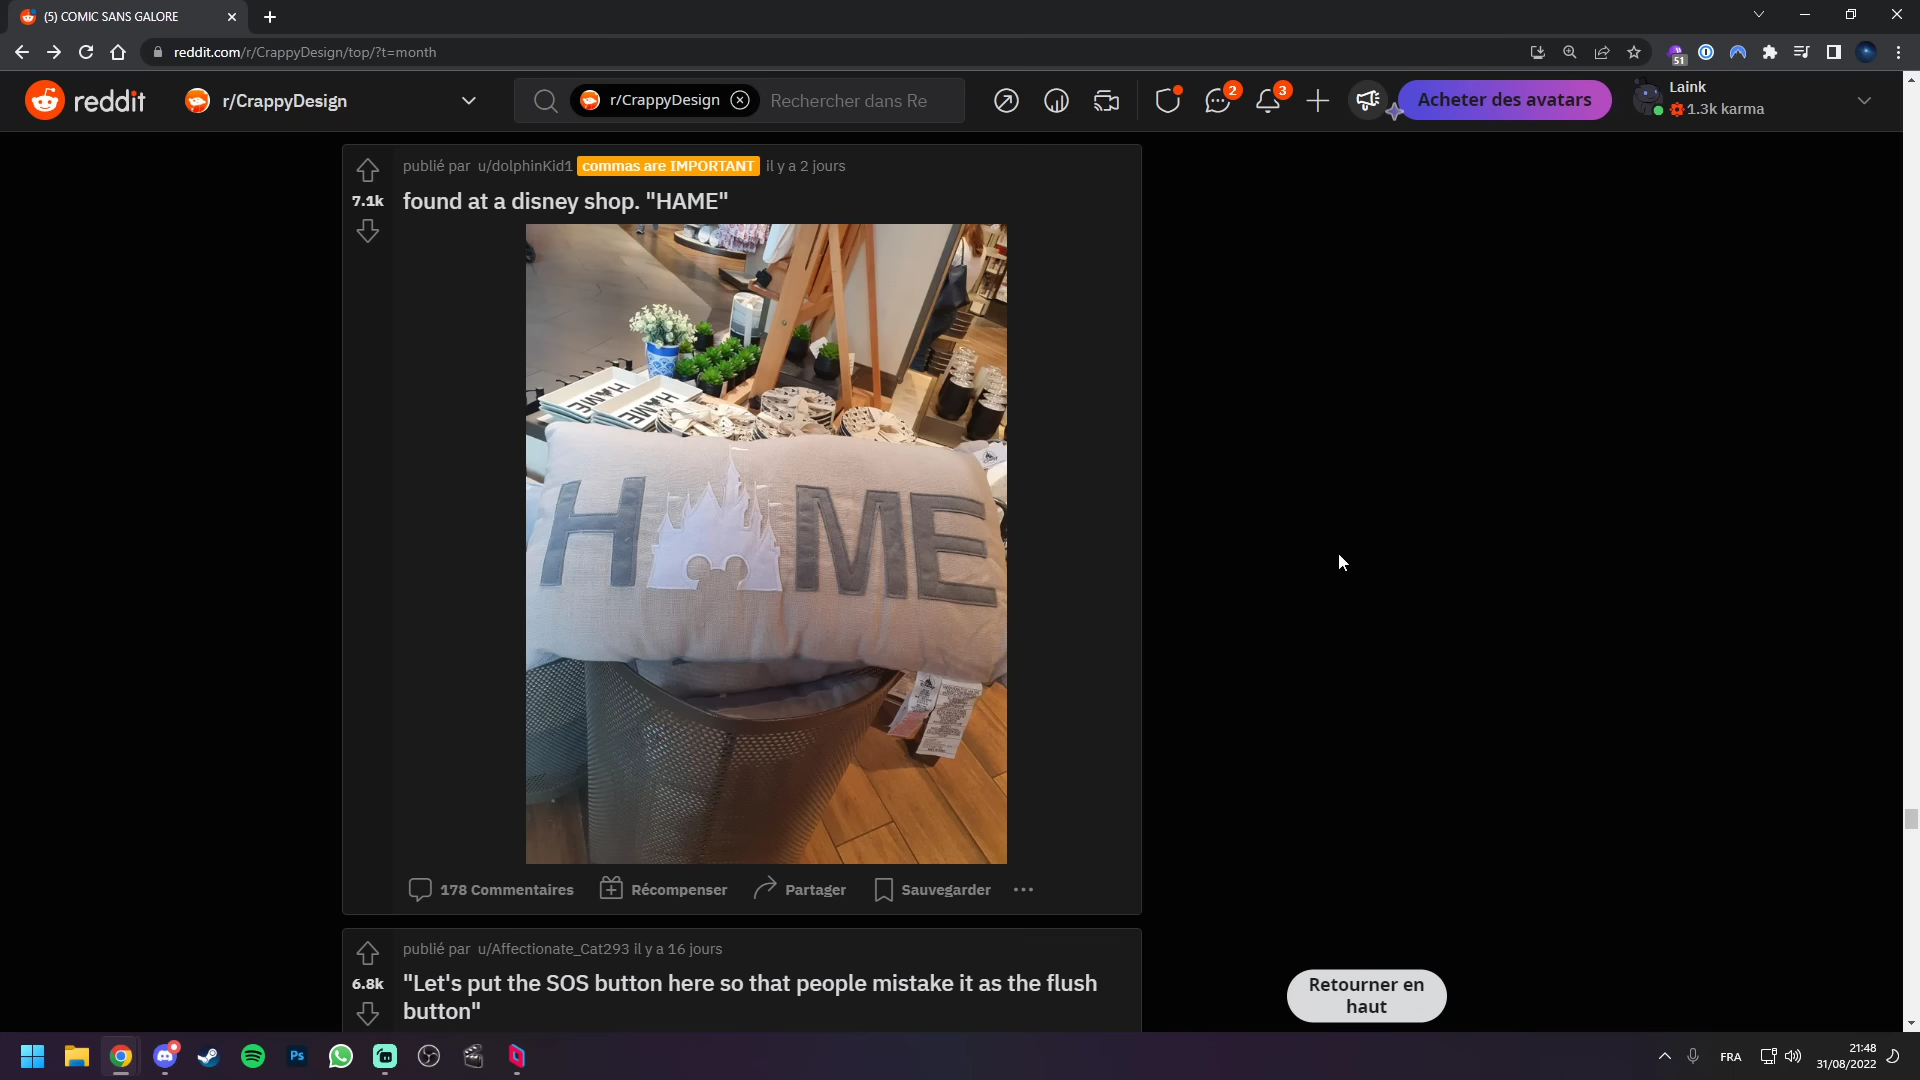 (5) COMIC SANS GALORE
reddit.com/r/CrappyDesign/top/?t=month
51
reddit
r/CrappyDesign
r/CrappyDesign
Rechercher dans Re
2
3
Acheter des avatars
Laink
1.3k karma
publié par u/dolphinKid1 commas are IMPORTANT il y a 2 jours
7.1k
found at a disney shop. "HAME"
HAME
HAME
H ME
178 Commentaires
Récompenser
Partager
Sauvegarder
publié par u/Affectionate_Cat293 il y a 16 jours
6.8k
"Let's put the SOS button here so that people mistake it as the flush
button"
Retourner en
haut
Ps
FRA
21:48
31/08/2022